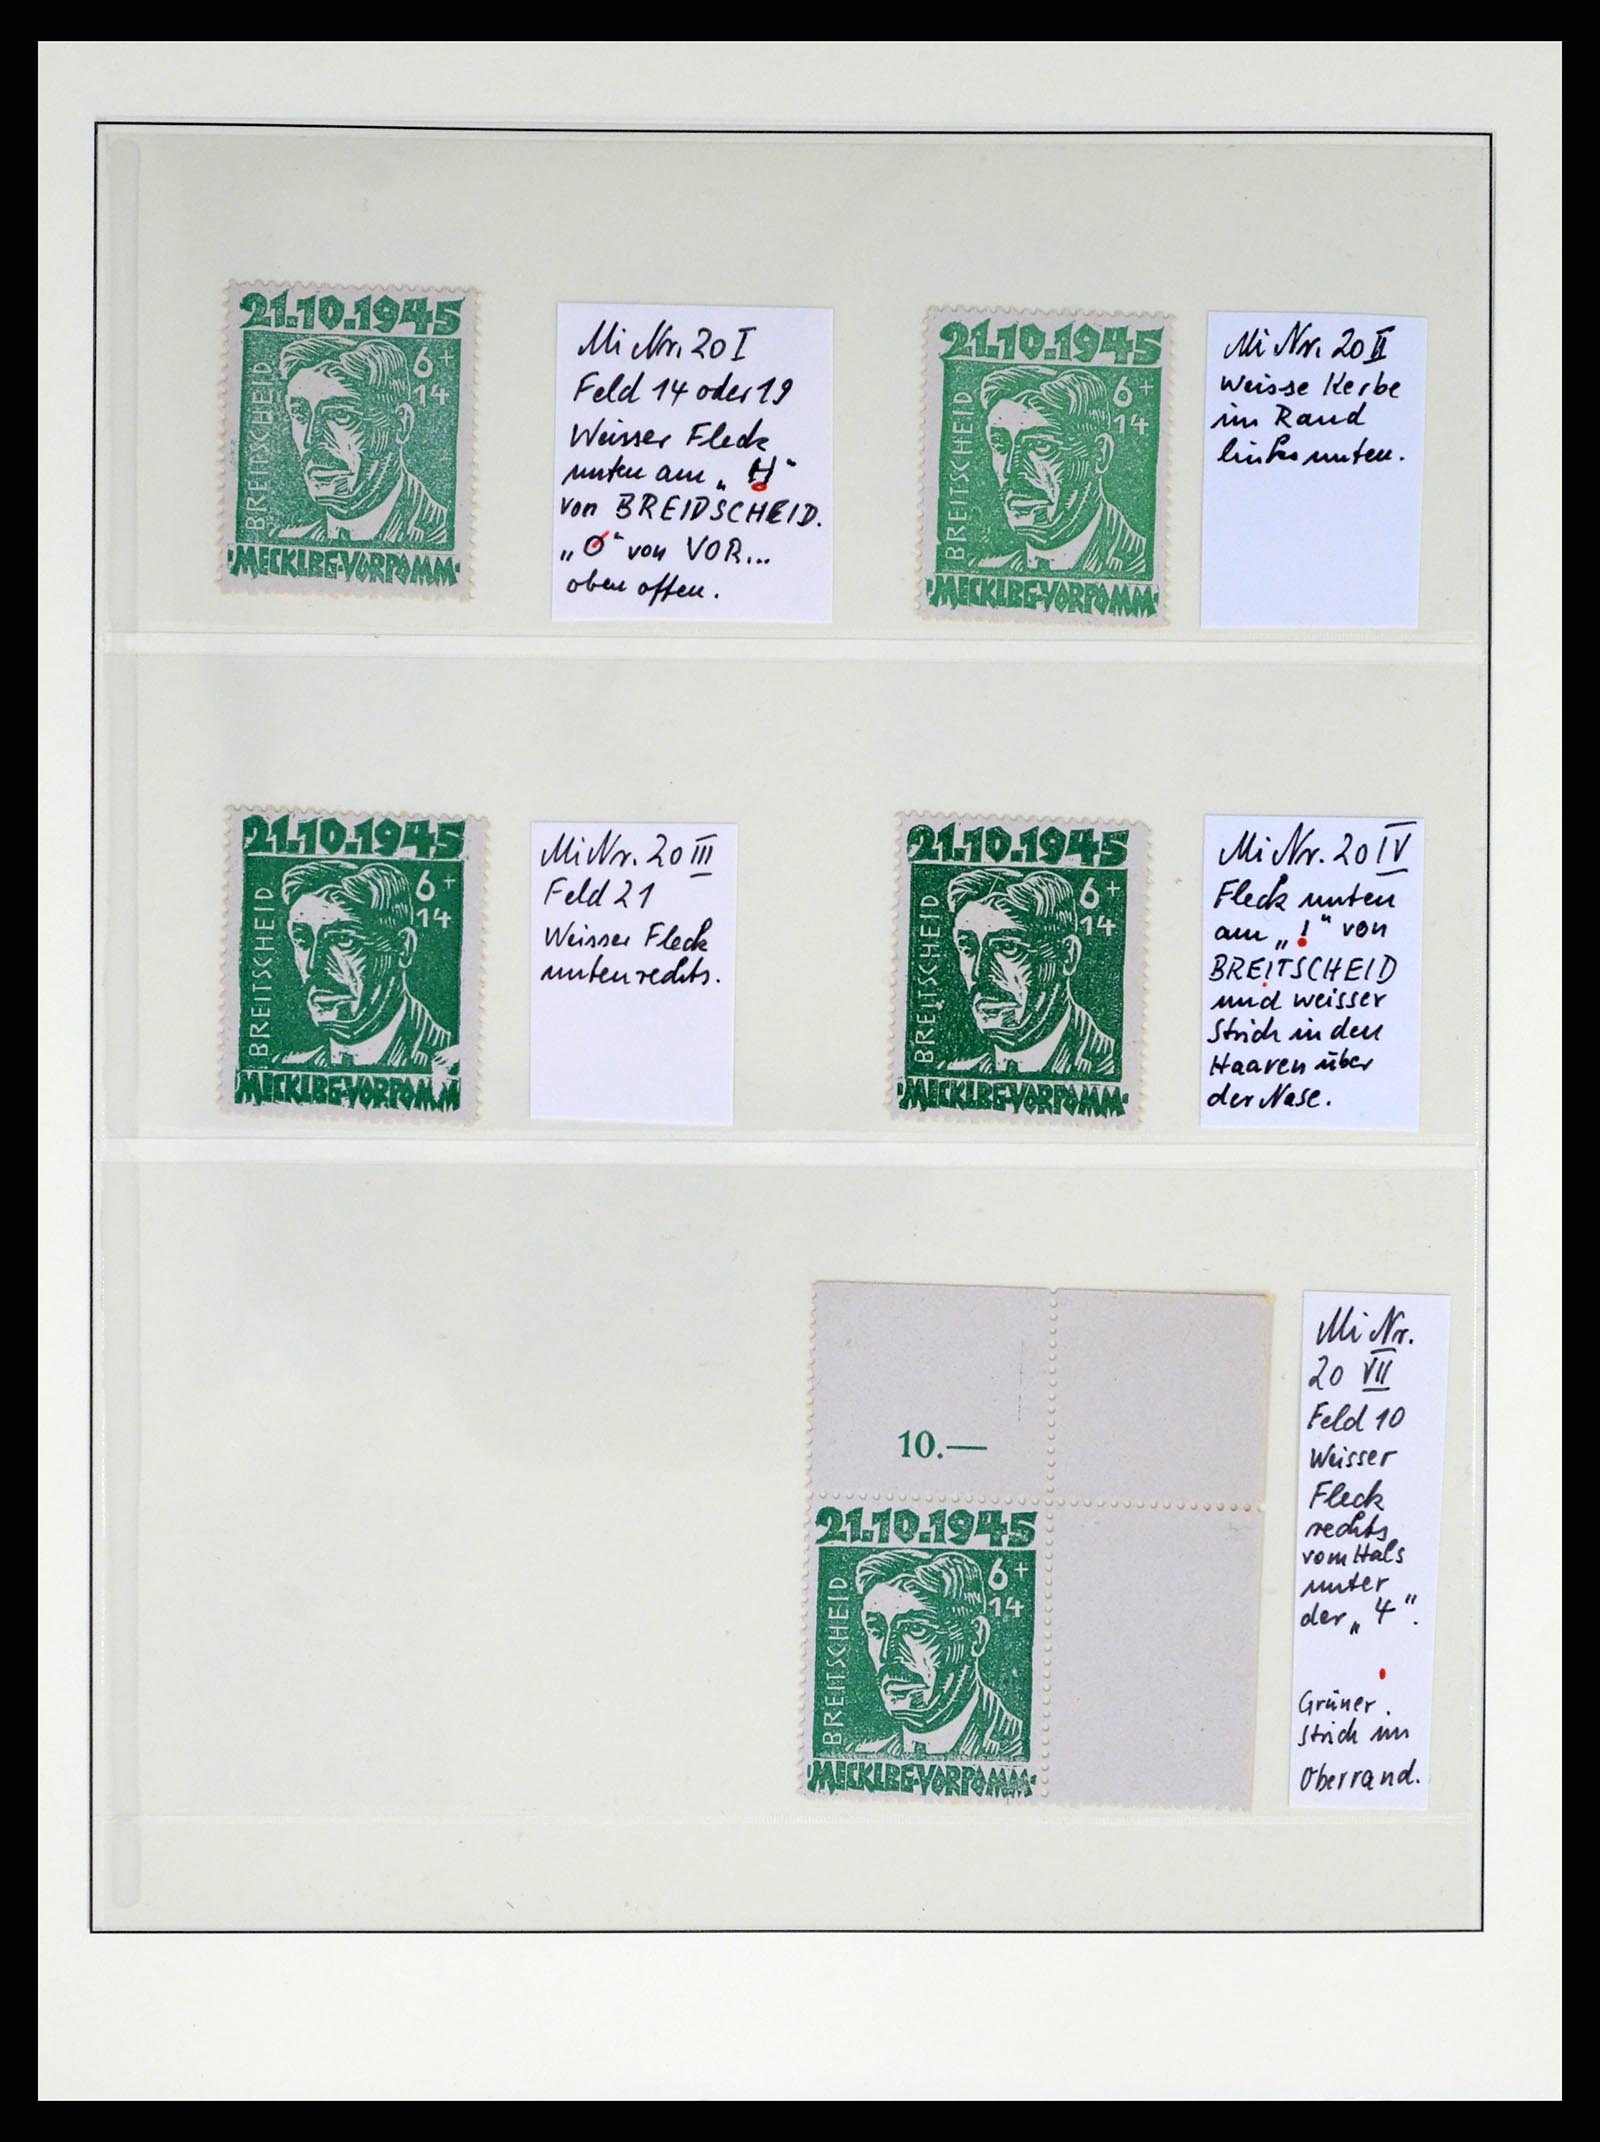 21.10.1945
6+
14
BREITSCHEID
MECKLBG-VORPOMM
Mi Nr. 20 I
Feld 14 oder 19
Weisser Fleck
unten am „H"
von BREIDSCHEID.
„O" von VOR...
oben offen.
21.10.1945
6+
14
BREITSCHEID
MECKLBG-VORPOMM
Mi Nr. 20 II
Weisse Kerbe
im Rand
links unten.
21.10.1945
6+
14
BREITSCHEID
MECKLBG-VORPOMM
Mi Nr. 20 III
Feld 21
Weisser Fleck
unten rechts.
21.10.1945
6+
14
BREITSCHEID
MECKLBG-VORPOMM
Mi Nr. 20 IV
Fleck unten
am „I" von
BREITSCHEID
und weisser
Strich in den
Haaren über
der Nase.
10.—
21.10.1945
6+
14
BREITSCHEID
MECKLBG-VORPOMM
Mi Nr.
20 VII
Feld 10
Weisser
Fleck
rechts
vom Hals
unter
der „4".
Grüner
Strich im
Oberrand.